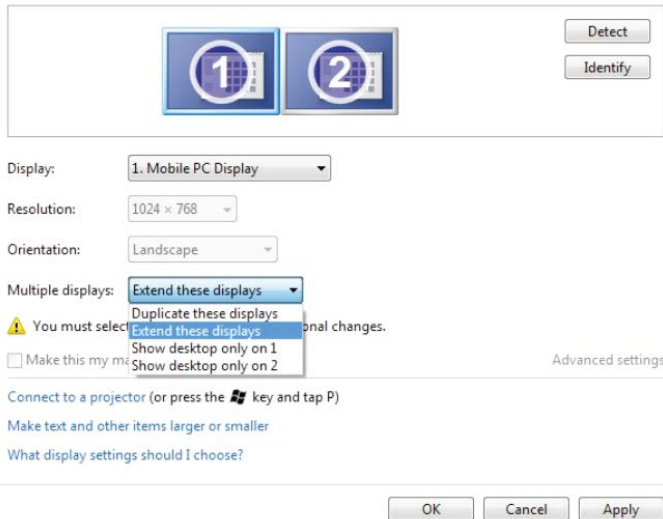 1 2
Detect
Identify
Display: 1. Mobile PC Display
Resolution: 1024 × 768
Orientation: Landscape
Multiple displays: Extend these displays
Duplicate these displays
You must selec onal changes.
Extend these displays
Show desktop only on 1
Make this my ma Advanced settings
Show desktop only on 2
Connect to a projector (or press the key and tap P)
Make text and other items larger or smaller
What display settings should I choose?
OK Cancel Apply